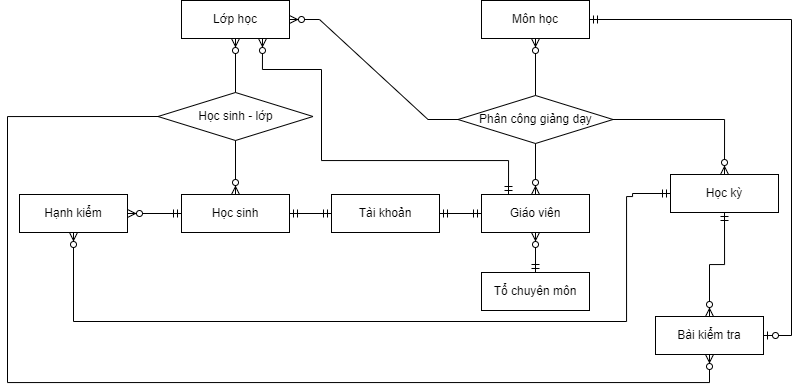 Lớp học
Môn học
Học sinh - lớp
Phân công giảng dạy
Hạnh kiểm
Học sinh
Tài khoản
Giáo viên
Học kỳ
Tổ chuyên môn
Bài kiểm tra